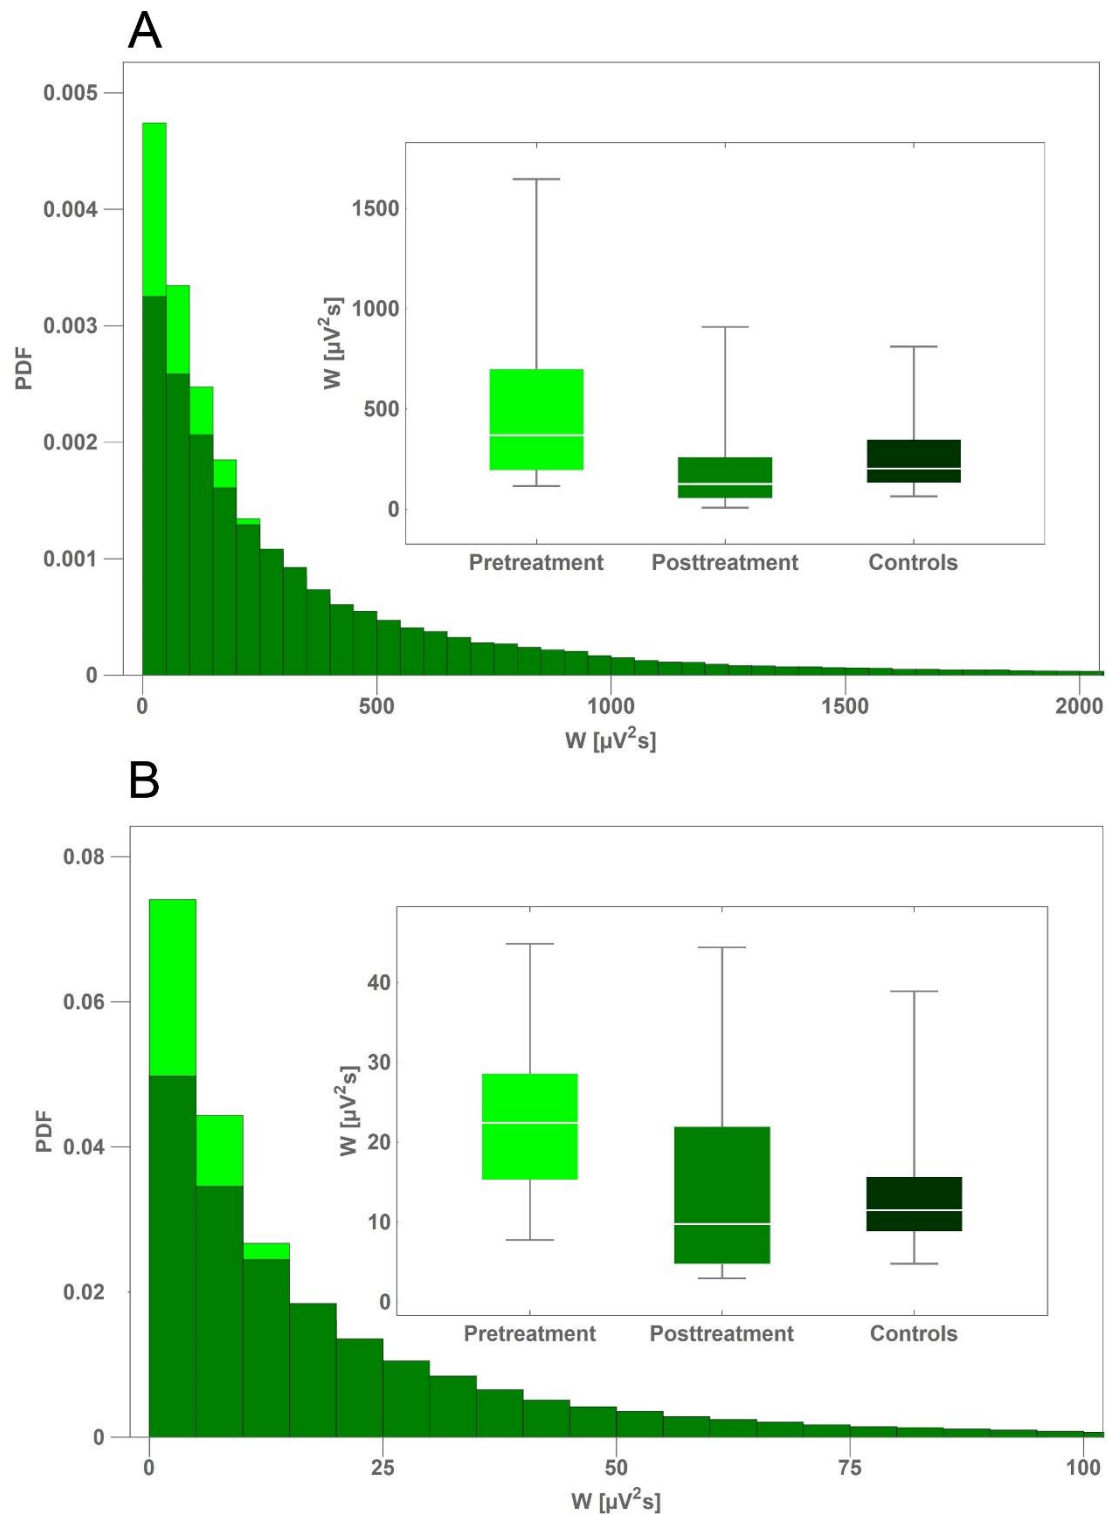 A
0.005
0.004
0.003
0.002
0.001
0
PDF
0 500 1000 1500 2000
W [µV²s]
1500
1000
500
0
W [µV²s]
Pretreatment Posttreatment Controls
B
0.08
0.06
0.04
0.02
0
PDF
0 25 50 75 100
W [µV²s]
40
30
20
10
0
W [µV²s]
Pretreatment Posttreatment Controls